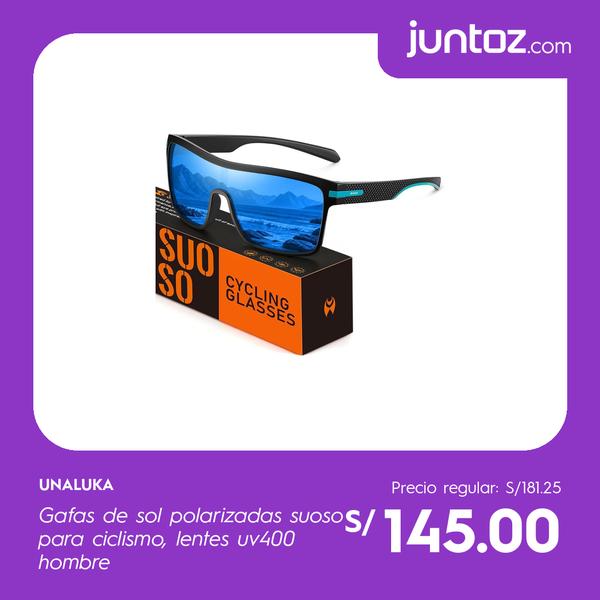 juntoz.com
SUO
SO
CYCLING
GLASSES
UNALUKA
Gafas de sol polarizadas suoso
para ciclismo, lentes uv400
hombre
Precio regular: S/181.25
S/ 145.00